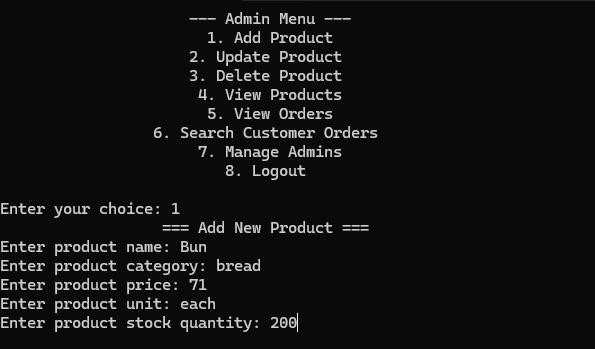 --- Admin Menu ---
1. Add Product
2. Update Product
3. Delete Product
4. View Products
5. View Orders
6. Search Customer Orders
7. Manage Admins
8. Logout
Enter your choice: 1
=== Add New Product ===
Enter product name: Bun
Enter product category: bread
Enter product price: 71
Enter product unit: each
Enter product stock quantity: 200